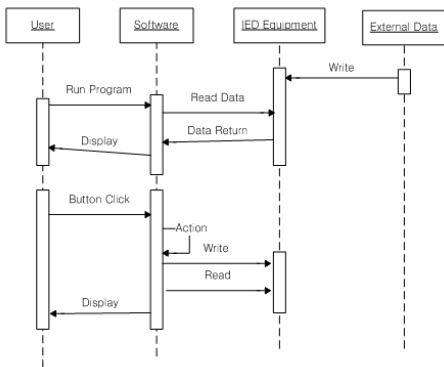 User
Software
IED Equipment
External Data
Write
Run Program
Read Data
Data Return
Display
Button Click
Action
Write
Read
Display